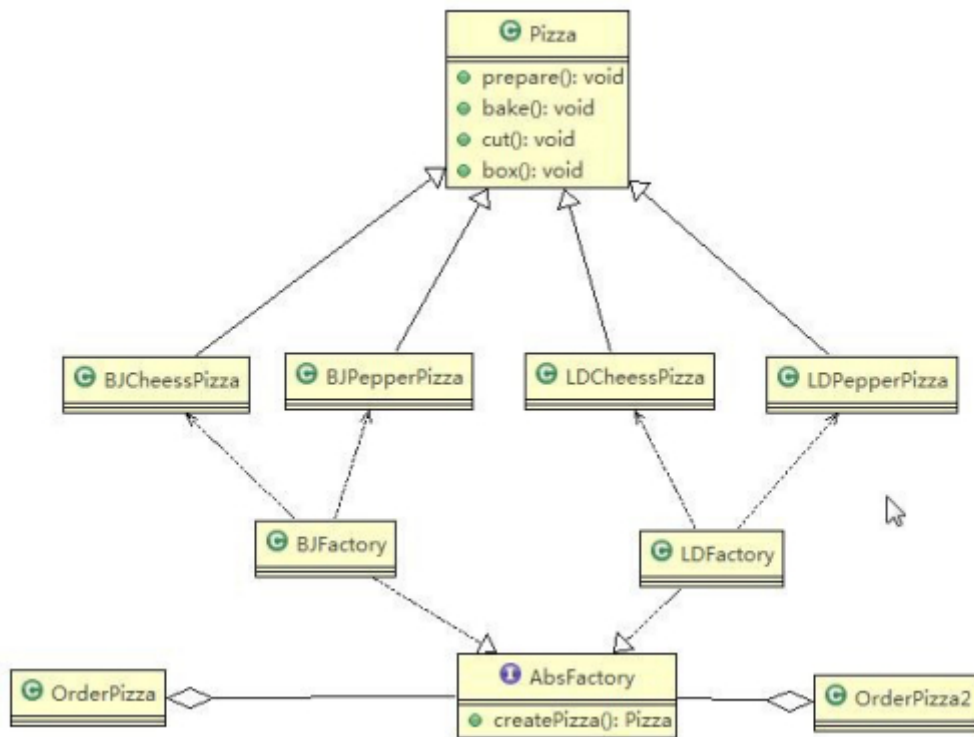 Pizza
prepare(): void
bake(): void
cut(): void
box(): void
BJCheessPizza
BJPepperPizza
LDCheessPizza
LDPepperPizza
BJFactory
LDFactory
OrderPizza
AbsFactory
createPizza(): Pizza
OrderPizza2